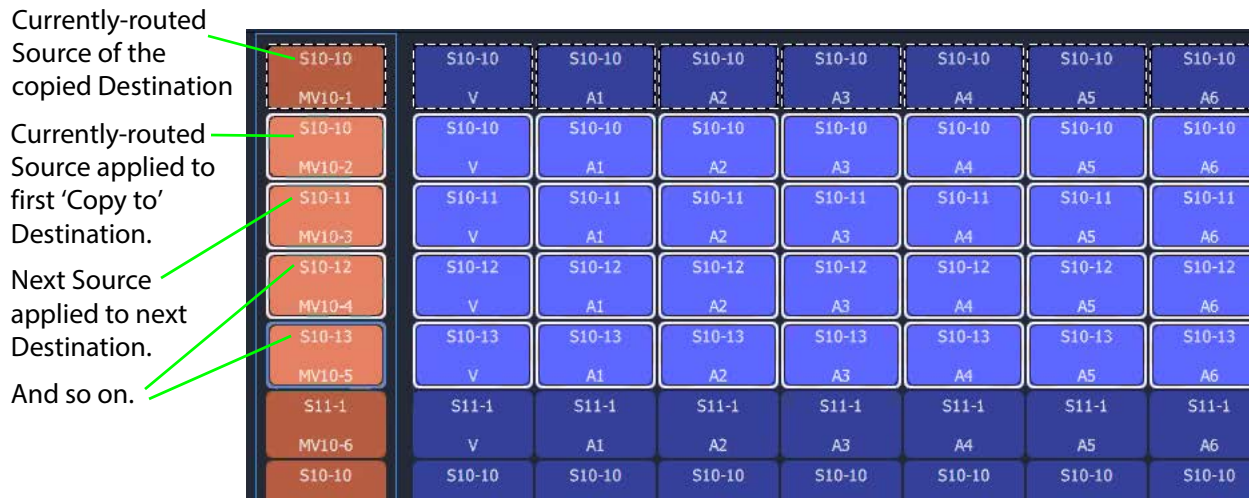 Currently-routed
Source of the
copied Destination
Currently-routed
Source applied to
first ‘Copy to’
Destination.
Next Source
applied to next
Destination.
And so on.
S10-10 S10-10 S10-10 S10-10 S10-10 S10-10 S10-10 S10-10
MV10-1 V A1 A2 A3 A4 A5 A6
S10-10 S10-10 S10-10 S10-10 S10-10 S10-10 S10-10 S10-10
MV10-2 V A1 A2 A3 A4 A5 A6
S10-11 S10-11 S10-11 S10-11 S10-11 S10-11 S10-11 S10-11
MV10-3 V A1 A2 A3 A4 A5 A6
S10-12 S10-12 S10-12 S10-12 S10-12 S10-12 S10-12 S10-12
MV10-4 V A1 A2 A3 A4 A5 A6
S10-13 S10-13 S10-13 S10-13 S10-13 S10-13 S10-13 S10-13
MV10-5 V A1 A2 A3 A4 A5 A6
S11-1 S11-1 S11-1 S11-1 S11-1 S11-1 S11-1 S11-1
MV10-6 V A1 A2 A3 A4 A5 A6
S10-10 S10-10 S10-10 S10-10 S10-10 S10-10 S10-10 S10-10